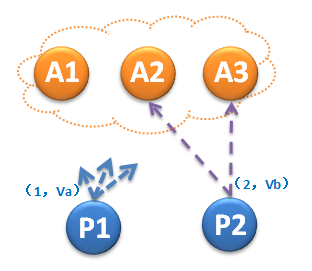 A1 A2 A3
（1，Va） （2，Vb）
P1 P2